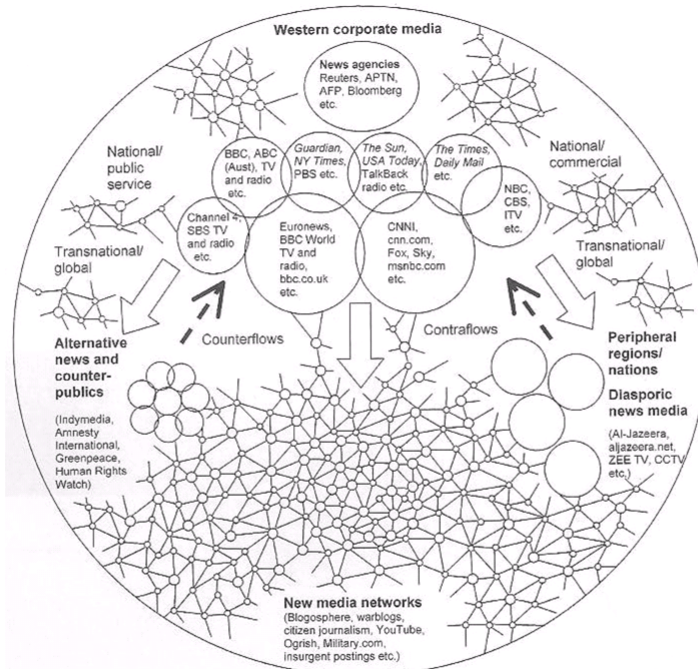 Western corporate media
News agencies
Reuters, APTN,
AFP, Bloomberg
etc.
National/
public
service
BBC, ABC
(Aust), TV
and radio
etc.
Guardian,
NY Times,
PBS etc.
The Sun,
USA Today,
TalkBack
radio etc.
The Times,
Daily Mail
etc.
National/
commercial
Channel 4,
SBS TV
and radio
etc.
NBC,
CBS,
ITV
etc.
Transnational/
global
Euronews,
BBC World
TV and
radio,
bbc.co.uk
etc.
CNNI,
cnn.com,
Fox, Sky,
msnbc.com
etc.
Transnational/
global
Counterflows
Contraflows
Alternative
news and
counter-
publics
(Indymedia,
Amnesty
International,
Greenpeace,
Human Rights
Watch)
Peripheral
regions/
nations
Diasporic
news media
(Al-Jazeera,
aljazeera.net,
ZEE TV, CCTV
etc.)
New media networks
(Blogosphere, warblogs,
citizen journalism, YouTube,
Ogrish, Military.com,
insurgent postings etc.)